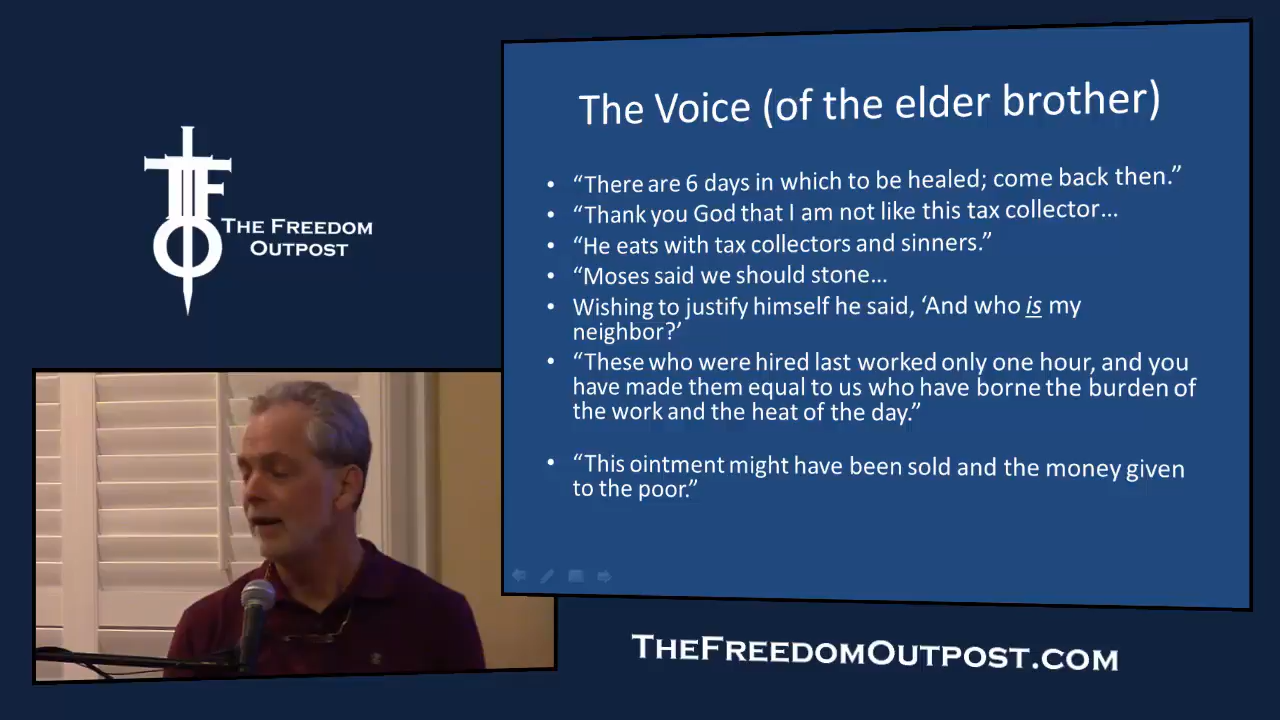 The Freedom
Outpost
The Voice (of the elder brother)
• “There are 6 days in which to be healed; come back then.”
• “Thank you God that I am not like this tax collector…
• “He eats with tax collectors and sinners.”
• “Moses said we should stone…
• Wishing to justify himself he said, ‘And who is my
neighbor?’
• “These who were hired last worked only one hour, and you
have made them equal to us who have borne the burden of
the work and the heat of the day.”
• “This ointment might have been sold and the money given
to the poor.”
TheFreedomOutpost.com